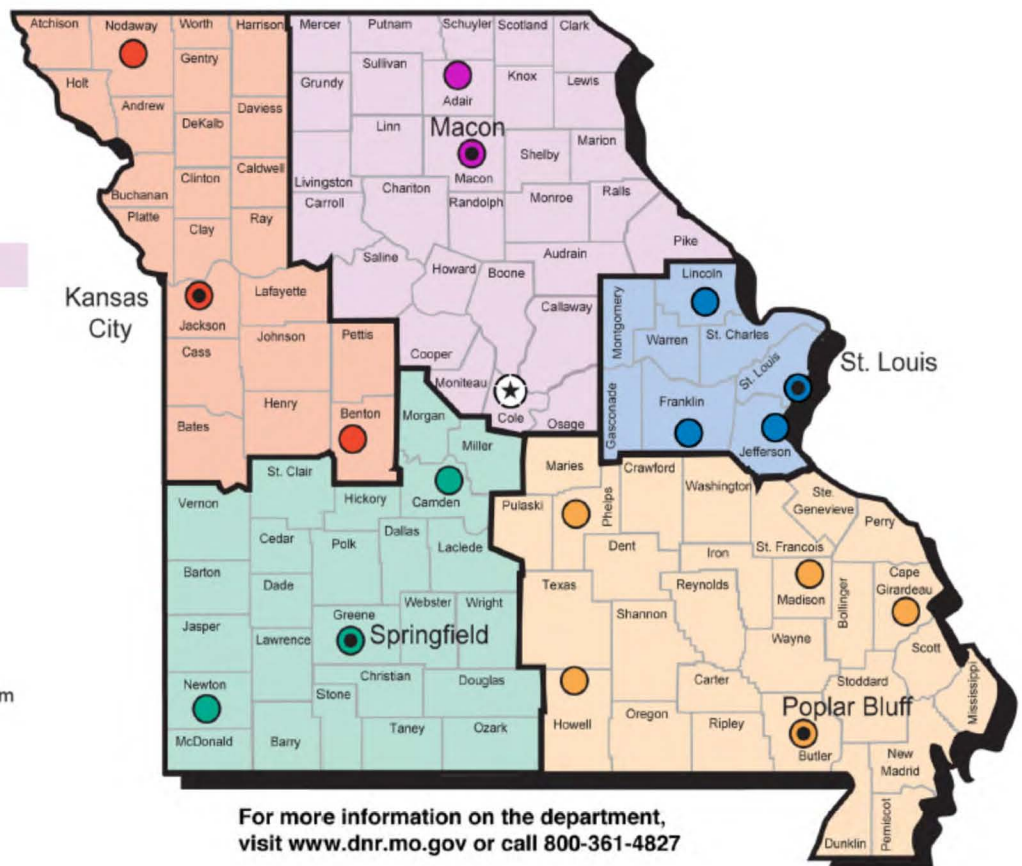 Atchison
Nodaway
Worth
Harrison
Mercer
Putnam
Schuyler
Scotland
Clark
Gentry
Sullivan
Holt
Grundy
Adair
Knox
Lewis
Andrew
DeKalb
Daviess
Linn
Macon
Marion
Shelby
Caldwell
Clinton
Livingston
Macon
Buchanan
Chariton
Carroll
Randolph
Monroe
Ralls
Platte
Clay
Ray
Pike
Saline
Howard
Boone
Audrain
Lincoln
Kansas
City
Lafayette
Callaway
Montgomery
Jackson
Johnson
Pettis
Warren
St. Charles
Cass
Cooper
St. Louis
St. Louis
Moniteau
Henry
Benton
Morgan
Cole
Osage
Gasconade
Franklin
Bates
Miller
Jefferson
St. Clair
Maries
Crawford
Washington
Vernon
Hickory
Camden
Pulaski
Phelps
Ste.
Genevieve
Perry
Cedar
Polk
Dallas
Laclede
Dent
Iron
St. Francois
Barton
Dade
Texas
Reynolds
Madison
Bollinger
Cape
Girardeau
Jasper
Lawrence
Greene
Webster
Wright
Springfield
Shannon
Wayne
Scott
Newton
Stone
Christian
Douglas
Carter
Stoddard
Mississippi
m
McDonald
Barry
Taney
Ozark
Howell
Oregon
Ripley
Poplar Bluff
Butler
New
Madrid
Pemiscot
Dunklin
For more information on the department,
visit www.dnr.mo.gov or call 800-361-4827